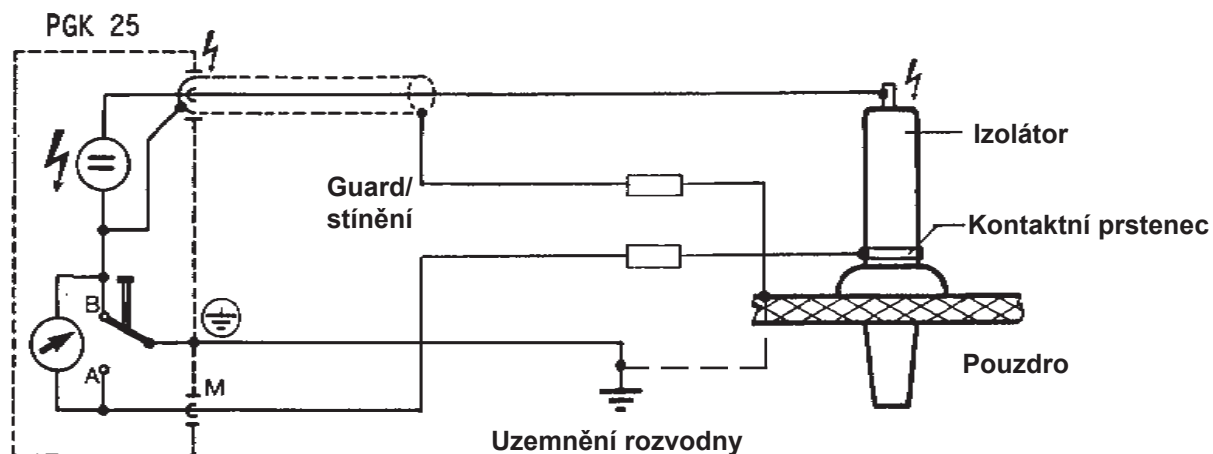 PGK 25
Izolátor
Guard/
stínění
Kontaktní prstenec
B
A
M
Pouzdro
Uzemnění rozvodny